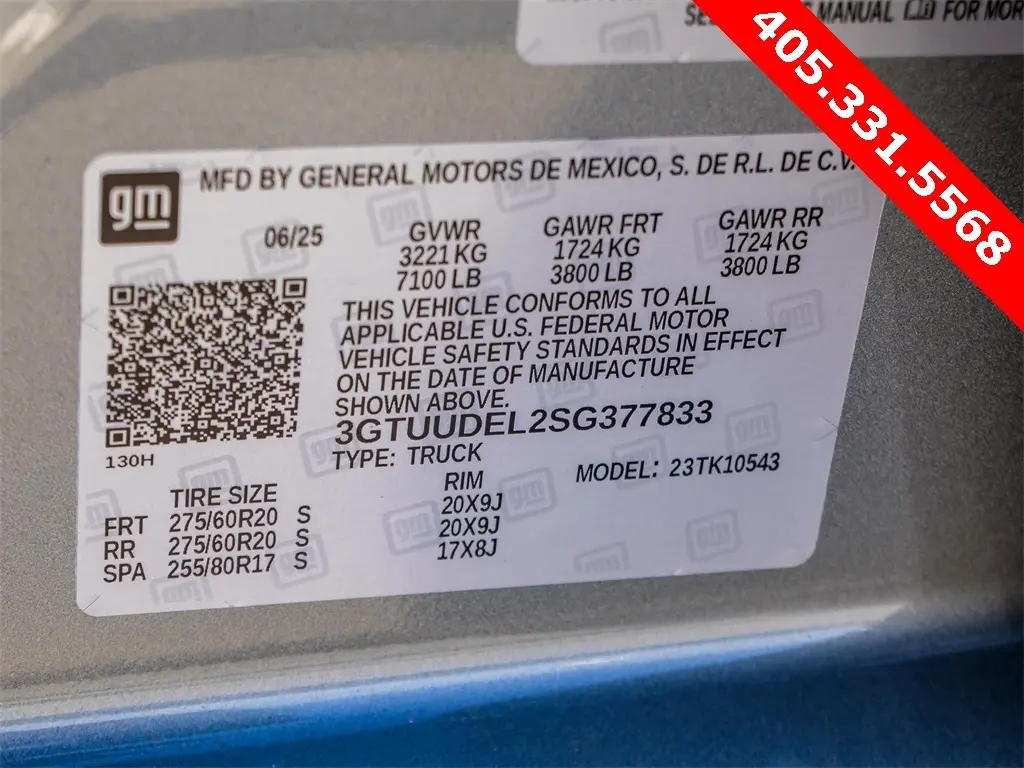 MANUAL FOR MOR
405.331.5568
gm MFD BY GENERAL MOTORS DE MEXICO, S. DE R.L. DE C.V.
06/25 GVWR GAWR FRT GAWR RR
3221 KG 1724 KG 1724 KG
7100 LB 3800 LB 3800 LB
THIS VEHICLE CONFORMS TO ALL
APPLICABLE U.S. FEDERAL MOTOR
VEHICLE SAFETY STANDARDS IN EFFECT
ON THE DATE OF MANUFACTURE
SHOWN ABOVE.
3GTUUDEL2SG377833
130H
TYPE: TRUCK MODEL: 23TK10543
TIRE SIZE RIM
FRT 275/60R20 S 20X9J
RR 275/60R20 S 20X9J
SPA 255/80R17 S 17X8J